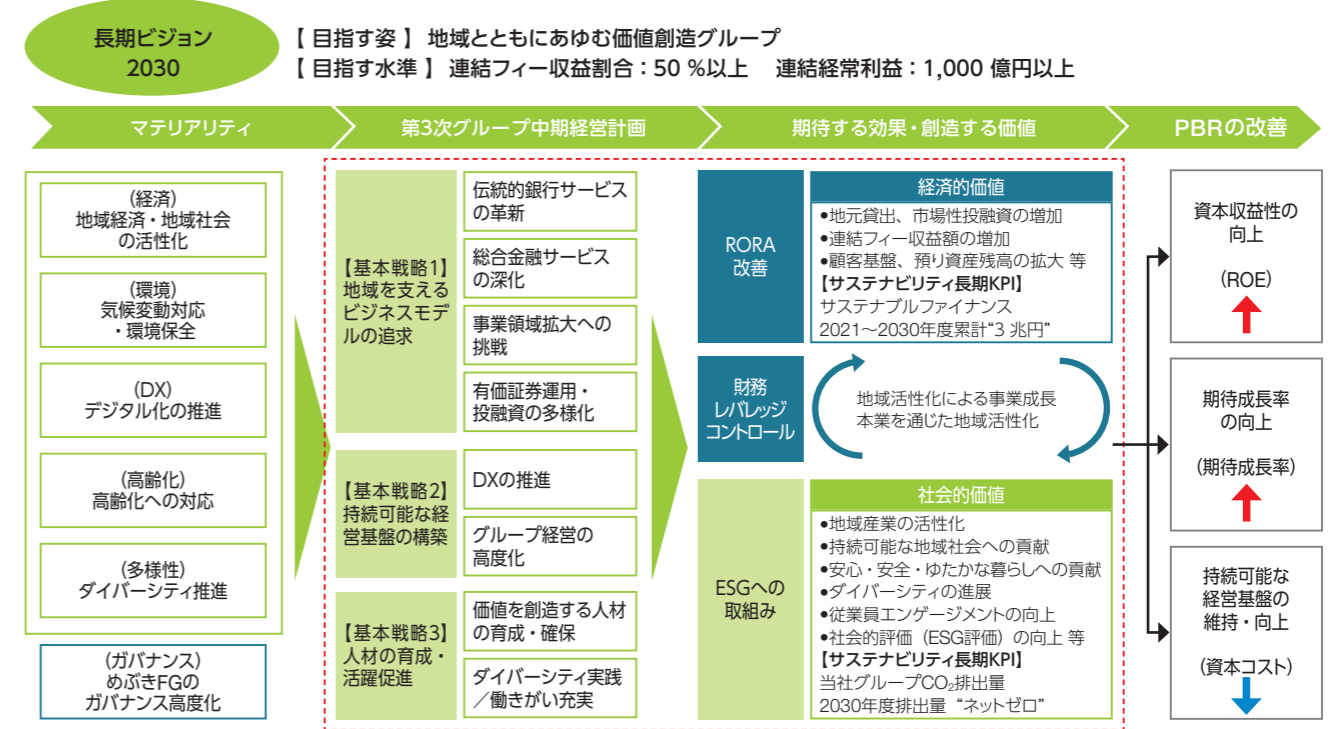 長期ビジョン
2030
【 目指す姿 】 地域とともにあゆむ価値創造グループ
【 目指す水準 】 連結フィー収益割合：50 %以上　連結経常利益：1,000 億円以上
マテリアリティ
第3次グループ中期経営計画
期待する効果・創造する価値
PBRの改善
(経済)
地域経済・地域社会
の活性化
(環境)
気候変動対応
・環境保全
(DX)
デジタル化の推進
(高齢化)
高齢化への対応
(多様性)
ダイバーシティ推進
(ガバナンス)
めぶきFGの
ガバナンス高度化
【基本戦略1】
地域を支える
ビジネスモデ
ルの追求
伝統的銀行サービス
の革新
総合金融サービス
の深化
事業領域拡大への
挑戦
有価証券運用・
投融資の多様化
【基本戦略2】
持続可能な経
営基盤の構築
DXの推進
グループ経営の
高度化
【基本戦略3】
人材の育成・
活躍促進
価値を創造する人材
の育成・確保
ダイバーシティ実践
／働きがい充実
RORA
改善
経済的価値
●地元貸出、市場性投融資の増加
●連結フィー収益額の増加
●顧客基盤、預り資産残高の拡大 等
【サステナビリティ長期KPI】
サステナブルファイナンス
2021～2030年度累計“3 兆円”
財務
レバレッジ
コントロール
地域活性化による事業成長
本業を通じた地域活性化
ESGへの
取組み
社会的価値
●地域産業の活性化
●持続可能な地域社会への貢献
●安心・安全・ゆたかな暮らしへの貢献
●ダイバーシティの進展
●従業員エンゲージメントの向上
●社会的評価（ESG評価）の向上 等
【サステナビリティ長期KPI】
当社グループCO₂排出量
2030年度排出量 “ネットゼロ”
資本収益性の
向上
(ROE)
期待成長率
の向上
(期待成長率)
持続可能な
経営基盤の
維持・向上
(資本コスト)